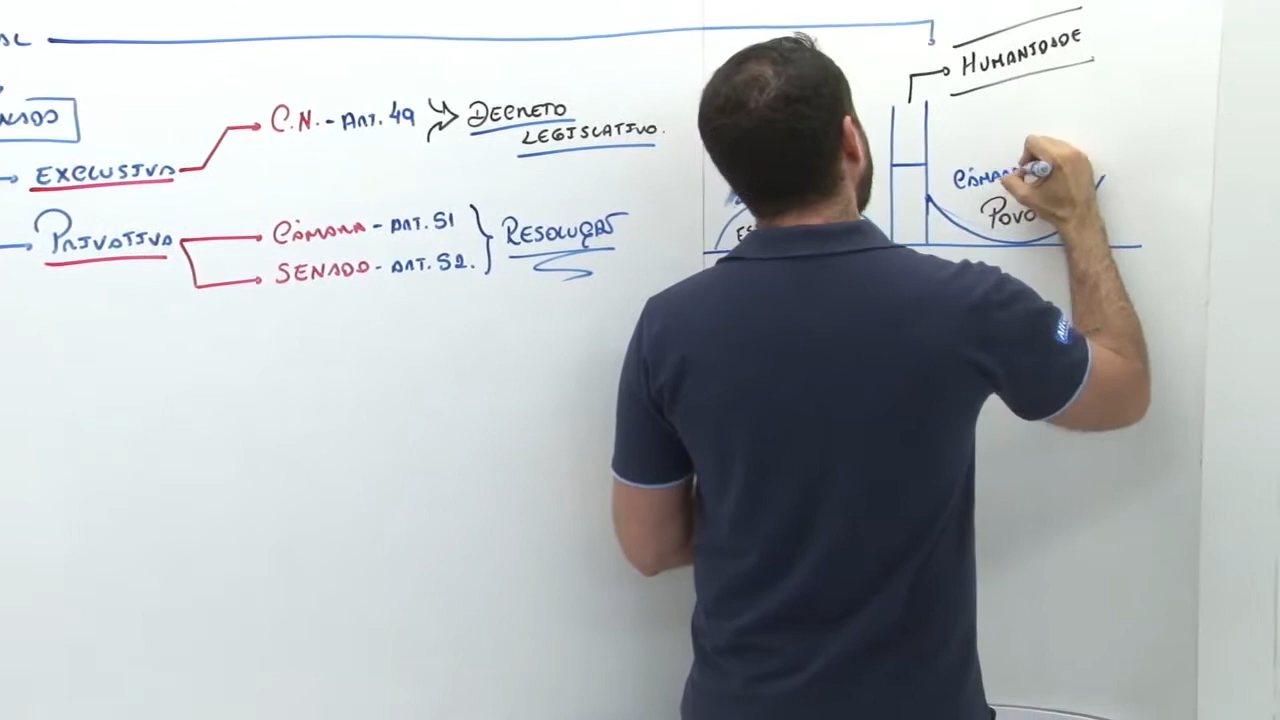 HUMANIDADE
C.N. - ART. 49 DECRETO
LEGISLATIVO.
EXCLUSIVA
CÂMARA
POVO
PRIVATIVA
CÂMARA - ART. 51
RESOLUÇÃO
SENADO - ART. 52.